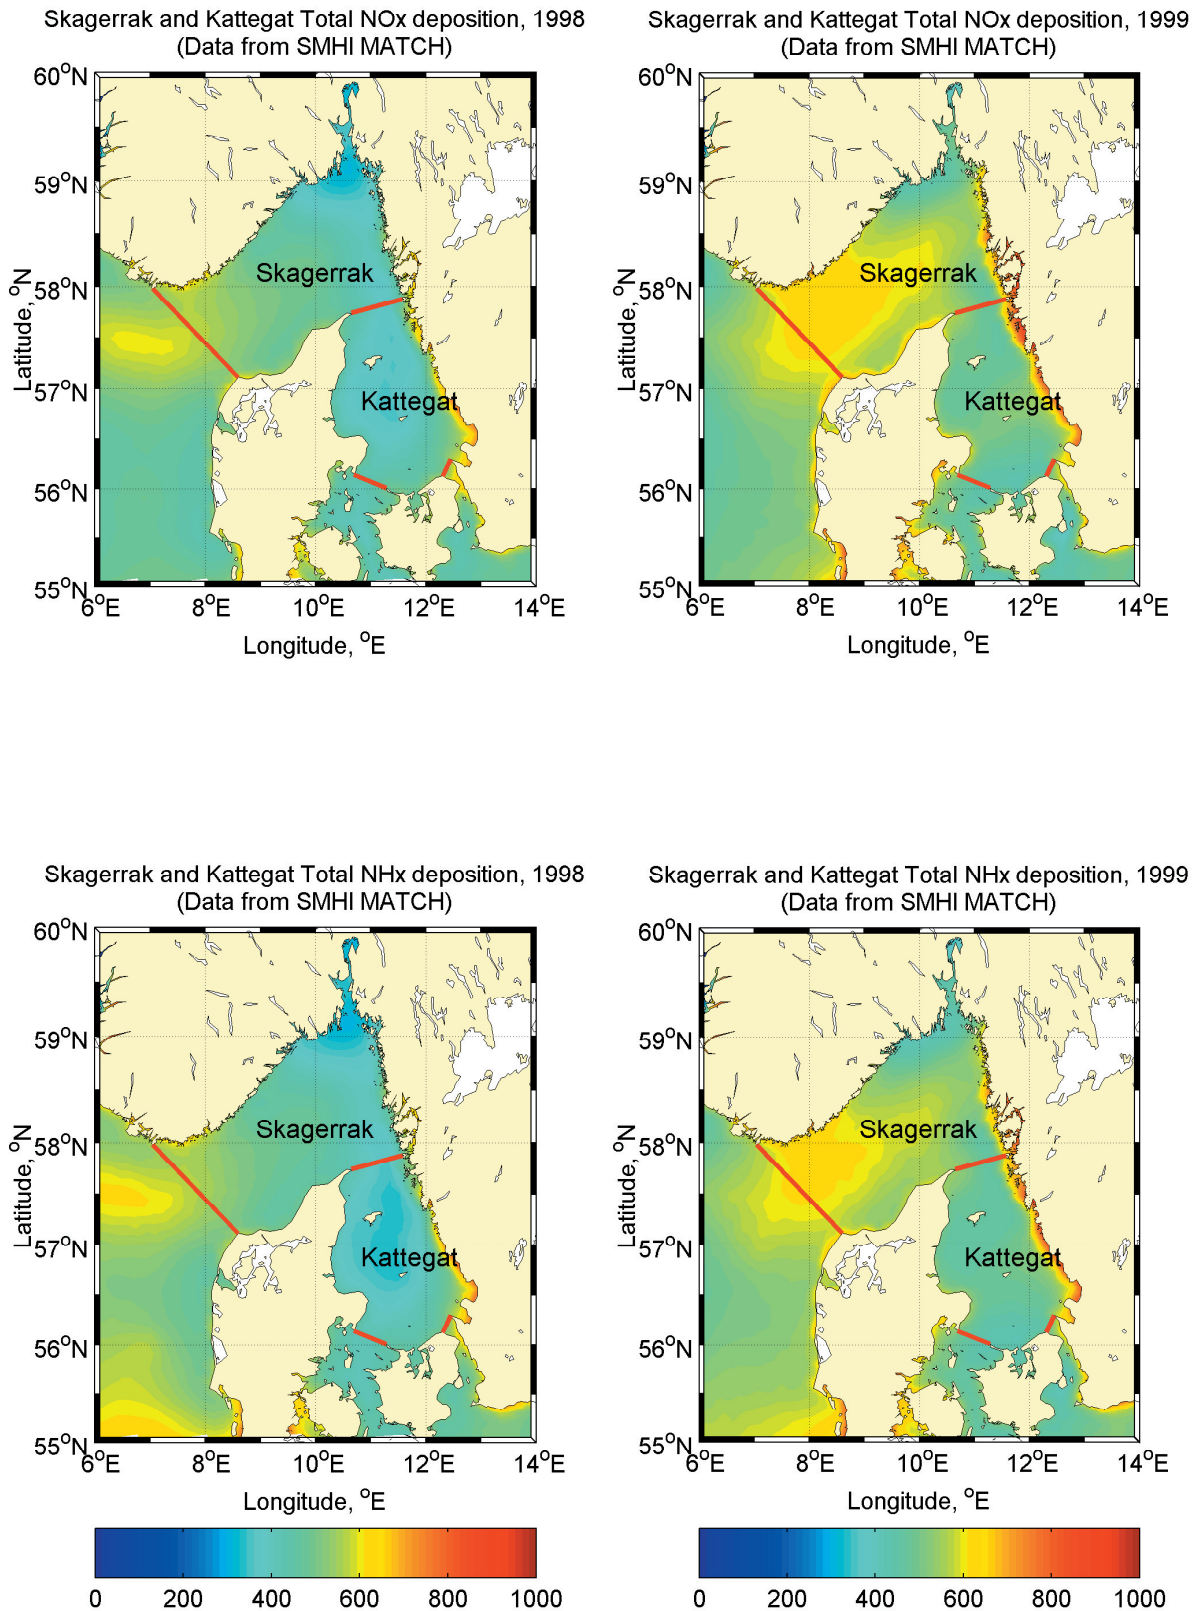 Skagerrak and Kattegat Total NOx deposition, 1998
(Data from SMHI MATCH)
60°N
59°N
58°N
57°N
56°N
55°N
Latitude, °N
Skagerrak
Kattegat
6°E
8°E
10°E
12°E
14°E
Longitude, °E
Skagerrak and Kattegat Total NOx deposition, 1999
(Data from SMHI MATCH)
60°N
59°N
58°N
57°N
56°N
55°N
Latitude, °N
Skagerrak
Kattegat
6°E
8°E
10°E
12°E
14°E
Longitude, °E
Skagerrak and Kattegat Total NHx deposition, 1998
(Data from SMHI MATCH)
60°N
59°N
58°N
57°N
56°N
55°N
Latitude, °N
Skagerrak
Kattegat
6°E
8°E
10°E
12°E
14°E
Longitude, °E
0 200 400 600 800 1000
Skagerrak and Kattegat Total NHx deposition, 1999
(Data from SMHI MATCH)
60°N
59°N
58°N
57°N
56°N
55°N
Latitude, °N
Skagerrak
Kattegat
6°E
8°E
10°E
12°E
14°E
Longitude, °E
0 200 400 600 800 1000